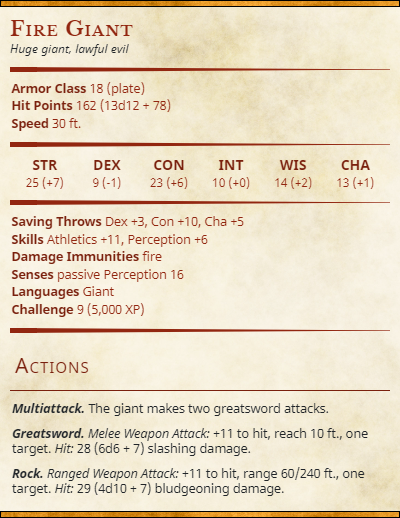 Fire Giant
Huge giant, lawful evil
Armor Class 18 (plate)
Hit Points 162 (13d12 + 78)
Speed 30 ft.
STR DEX CON INT WIS CHA
25 (+7) 9 (-1) 23 (+6) 10 (+0) 14 (+2) 13 (+1)
Saving Throws Dex +3, Con +10, Cha +5
Skills Athletics +11, Perception +6
Damage Immunities fire
Senses passive Perception 16
Languages Giant
Challenge 9 (5,000 XP)
Actions
Multiattack. The giant makes two greatsword attacks.
Greatsword. Melee Weapon Attack: +11 to hit, reach 10 ft., one
target. Hit: 28 (6d6 + 7) slashing damage.
Rock. Ranged Weapon Attack: +11 to hit, range 60/240 ft., one
target. Hit: 29 (4d10 + 7) bludgeoning damage.